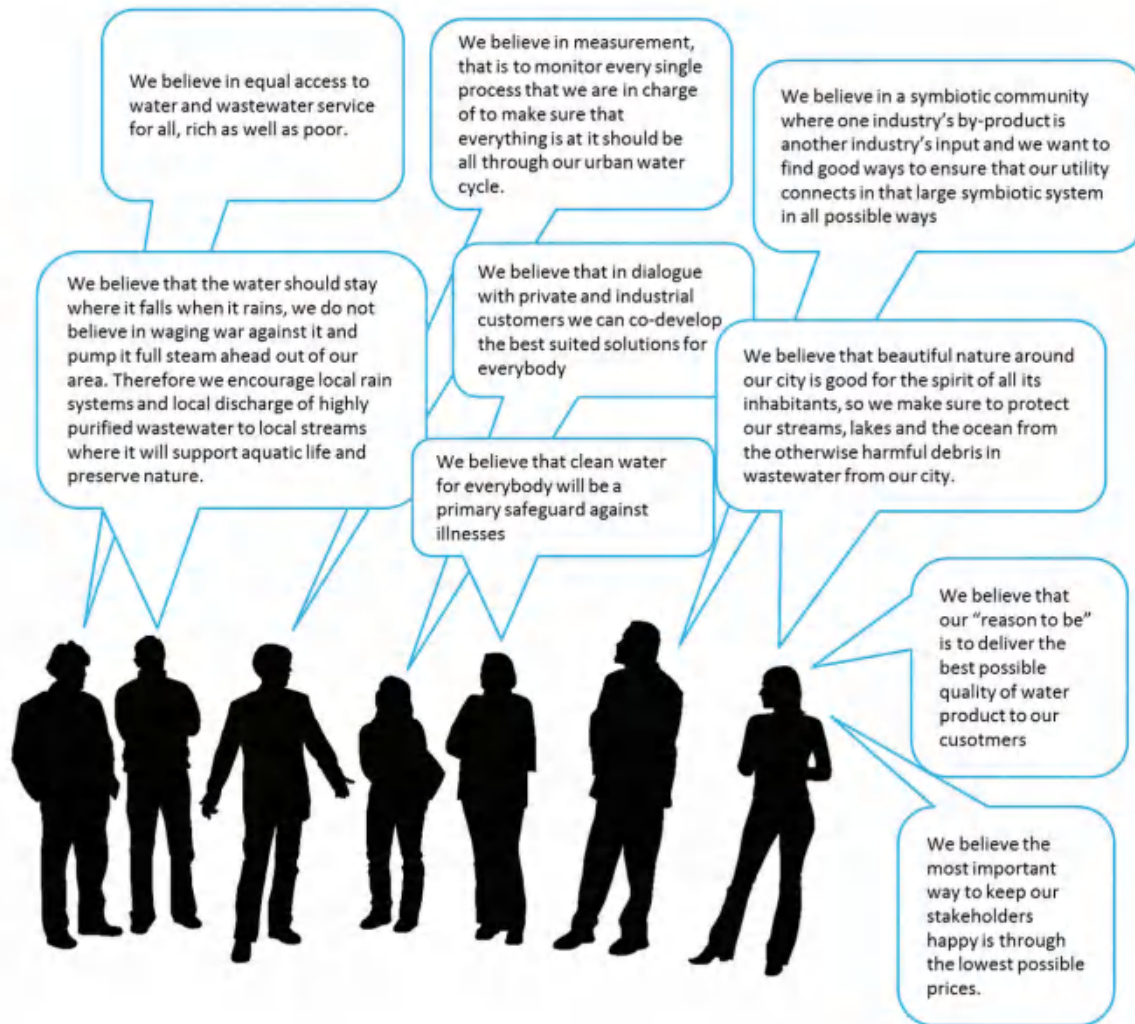 We believe in equal access to
water and wastewater service
for all, rich as well as poor.
We believe in measurement,
that is to monitor every single
process that we are in charge
of to make sure that
everything is at it should be
all through our urban water
cycle.
We believe in a symbiotic community
where one industry's by-product is
another industry's input and we want to
find good ways to ensure that our utility
connects in that large symbiotic system
in all possible ways
We believe that the water should stay
where it falls when it rains, we do not
believe in waging war against it and
pump it full steam ahead out of our
area. Therefore we encourage local rain
systems and local discharge of highly
purified wastewater to local streams
where it will support aquatic life and
preserve nature.
We believe that in dialogue
with private and industrial
customers we can co-develop
the best suited solutions for
everybody
We believe that beautiful nature around
our city is good for the spirit of all its
inhabitants, so we make sure to protect
our streams, lakes and the ocean from
the otherwise harmful debris in
wastewater from our city.
We believe that clean water
for everybody will be a
primary safeguard against
illnesses
We believe that
our “reason to be”
is to deliver the
best possible
quality of water
product to our
cusotmers
We believe the
most important
way to keep our
stakeholders
happy is through
the lowest possible
prices.